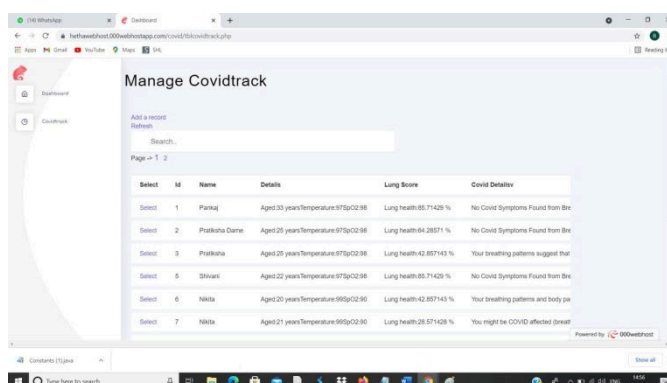 (14) WhatsApp
Dashboard
hethawebhost.000webhostapp.com/covid/tblcovidtrack.php
Apps Gmail YouTube Maps SHL
Reading
Manage Covidtrack
Dashboard
Covidtrack
Add a record
Refresh
Search..
Page -> 1 2
Select Id Name Details Lung Score Covid Detailsv
Select 1 Pankaj Aged:33 yearsTemperature:97SpO2:98 Lung health:85.71429 % No Covid Symptoms Found from Bre
Select 2 Pratiksha Dame Aged:25 yearsTemperature:97SpO2:98 Lung health:64.28571 % No Covid Symptoms Found from Bre
Select 3 Pratiksha Aged:25 yearsTemperature:97SpO2:98 Lung health:42.857143 % Your breathing patterns suggest that
Select 5 Shivani Aged:22 yearsTemperature:97SpO2:98 Lung health:85.71429 % No Covid Symptoms Found from Bre
Select 6 Nikita Aged:20 yearsTemperature:99SpO2:90 Lung health:42.857143 % Your breathing patterns and body pa
Select 7 Nikita Aged:21 yearsTemperature:99SpO2:90 Lung health:28.571428 % You might be COVID affected (breath
Powered by 000webhost
Constants (1).java
Show all
Type here to search
ENG
14:56